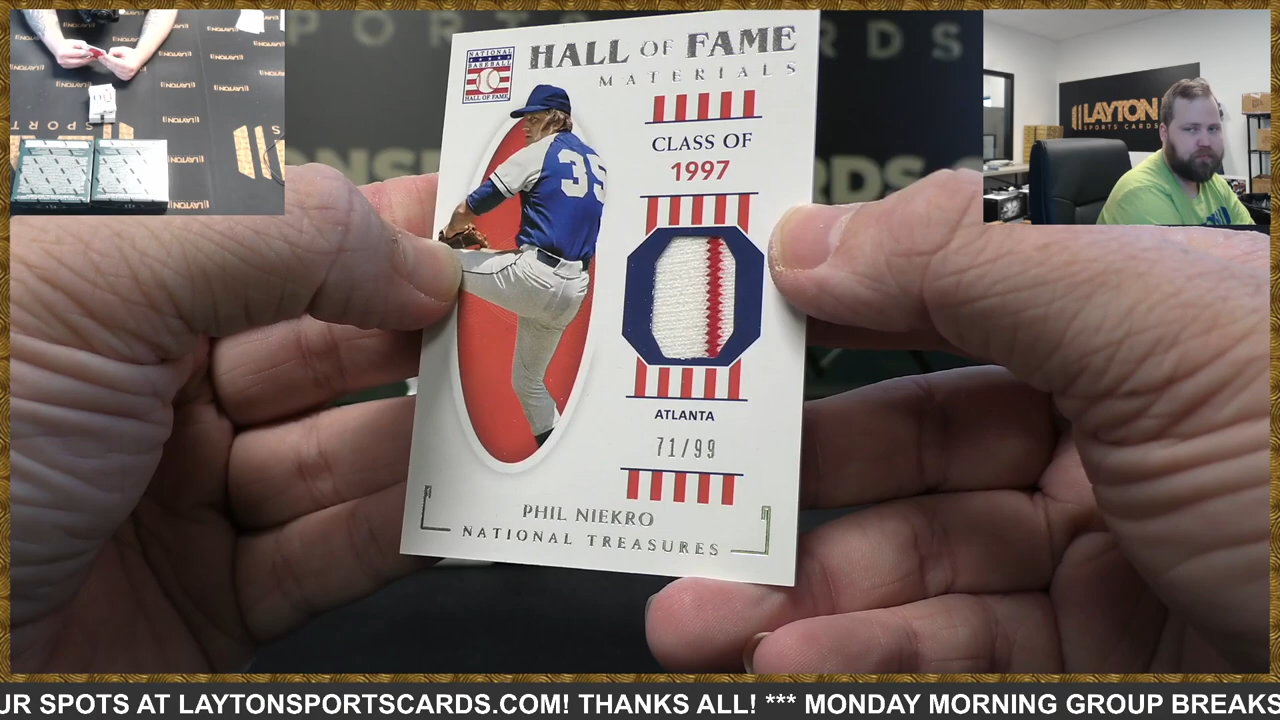 NATIONAL
BASEBALL
HALL OF FAME
HALL OF FAME
MATERIALS
CLASS OF
1997
35
ATLANTA
71/99
PHIL NIEKRO
NATIONAL TREASURES
LAYTON
SPORTS CARDS
UR SPOTS AT LAYTONSPORTSCARDS.COM! THANKS ALL! *** MONDAY MORNING GROUP BREAKS